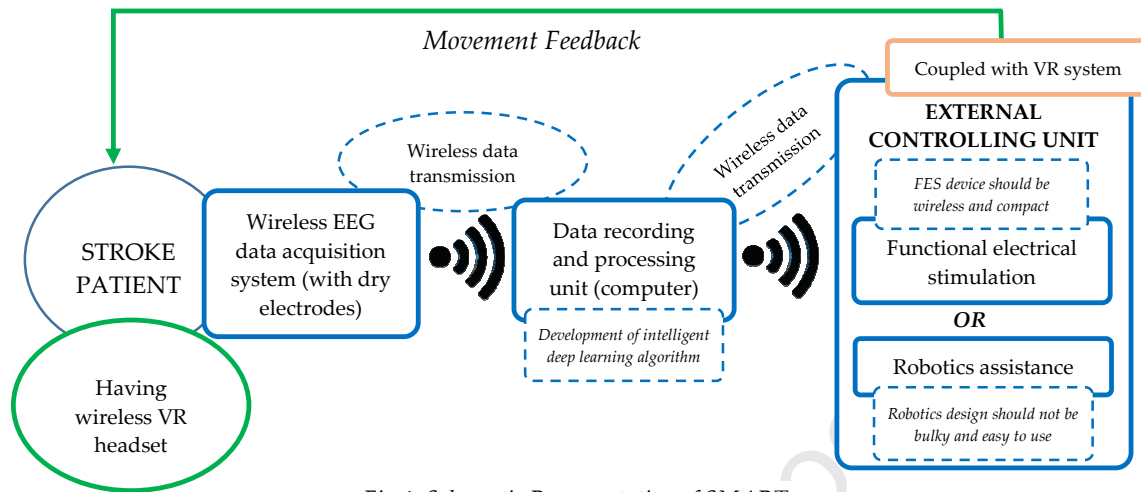 Movement Feedback
Coupled with VR system
STROKE
PATIENT
Having
wireless VR
headset
Wireless EEG
data acquisition
system (with dry
electrodes)
Wireless data
transmission
Data recording
and processing
unit (computer)
Development of intelligent
deep learning algorithm
Wireless data
transmission
EXTERNAL
CONTROLLING UNIT
FES device should be
wireless and compact
Functional electrical
stimulation
OR
Robotics assistance
Robotics design should not be
bulky and easy to use